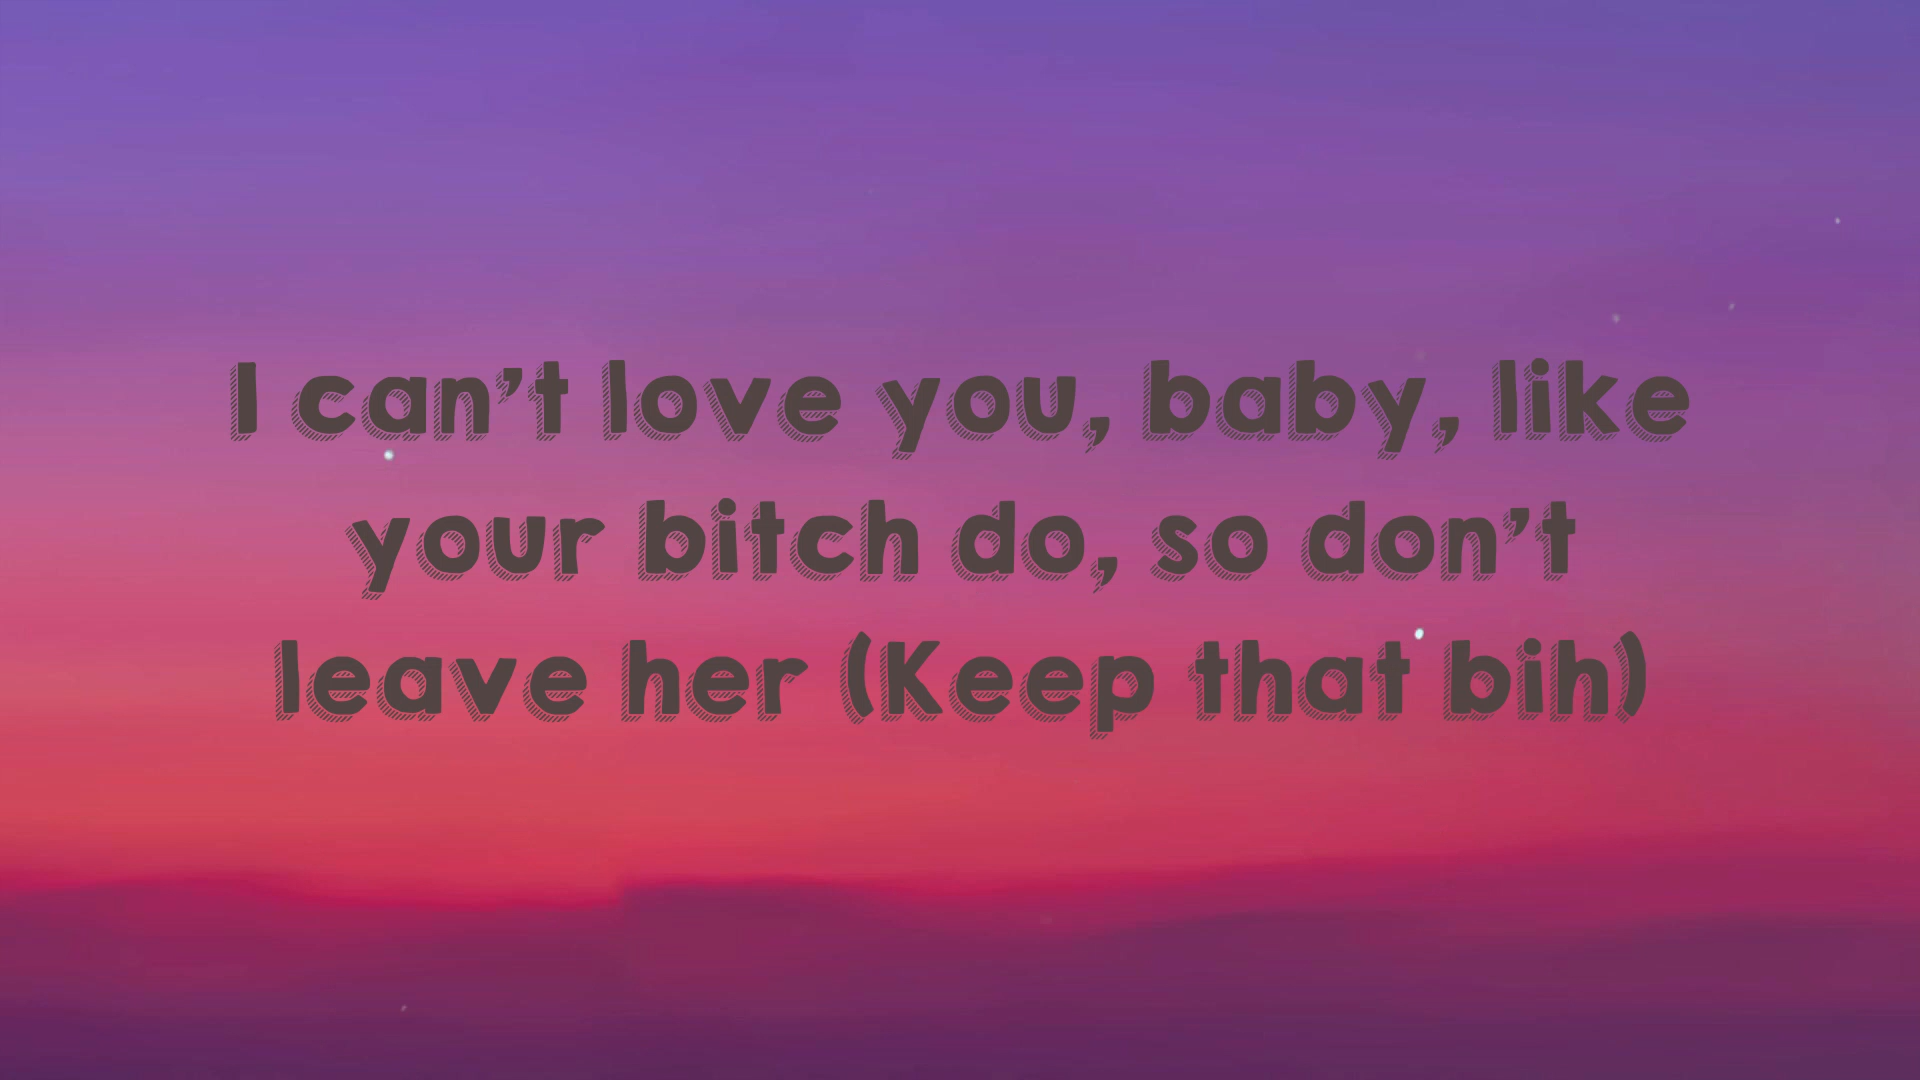 I can’t love you, baby, like
your bitch do, so don’t
leave her (Keep that bih)